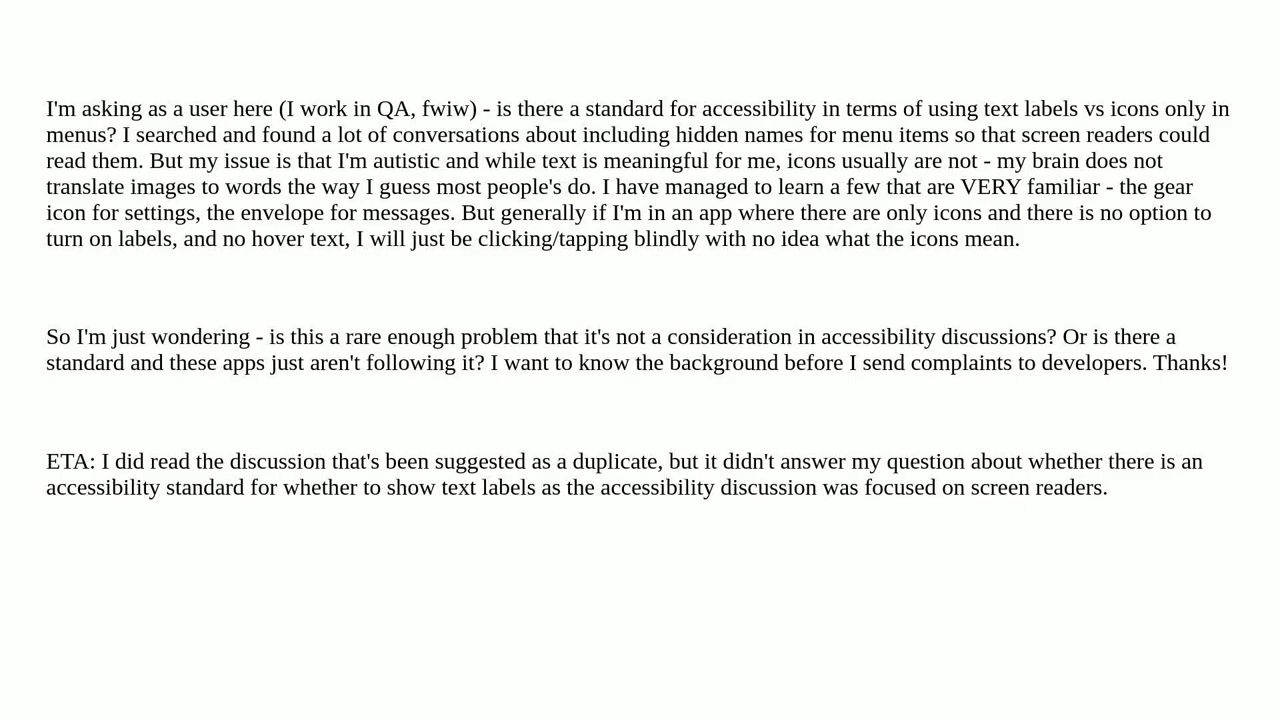 I'm asking as a user here (I work in QA, fwiw) - is there a standard for accessibility in terms of using text labels vs icons only in
menus? I searched and found a lot of conversations about including hidden names for menu items so that screen readers could
read them. But my issue is that I'm autistic and while text is meaningful for me, icons usually are not - my brain does not
translate images to words the way I guess most people's do. I have managed to learn a few that are VERY familiar - the gear
icon for settings, the envelope for messages. But generally if I'm in an app where there are only icons and there is no option to
turn on labels, and no hover text, I will just be clicking/tapping blindly with no idea what the icons mean.
So I'm just wondering - is this a rare enough problem that it's not a consideration in accessibility discussions? Or is there a
standard and these apps just aren't following it? I want to know the background before I send complaints to developers. Thanks!
ETA: I did read the discussion that's been suggested as a duplicate, but it didn't answer my question about whether there is an
accessibility standard for whether to show text labels as the accessibility discussion was focused on screen readers.